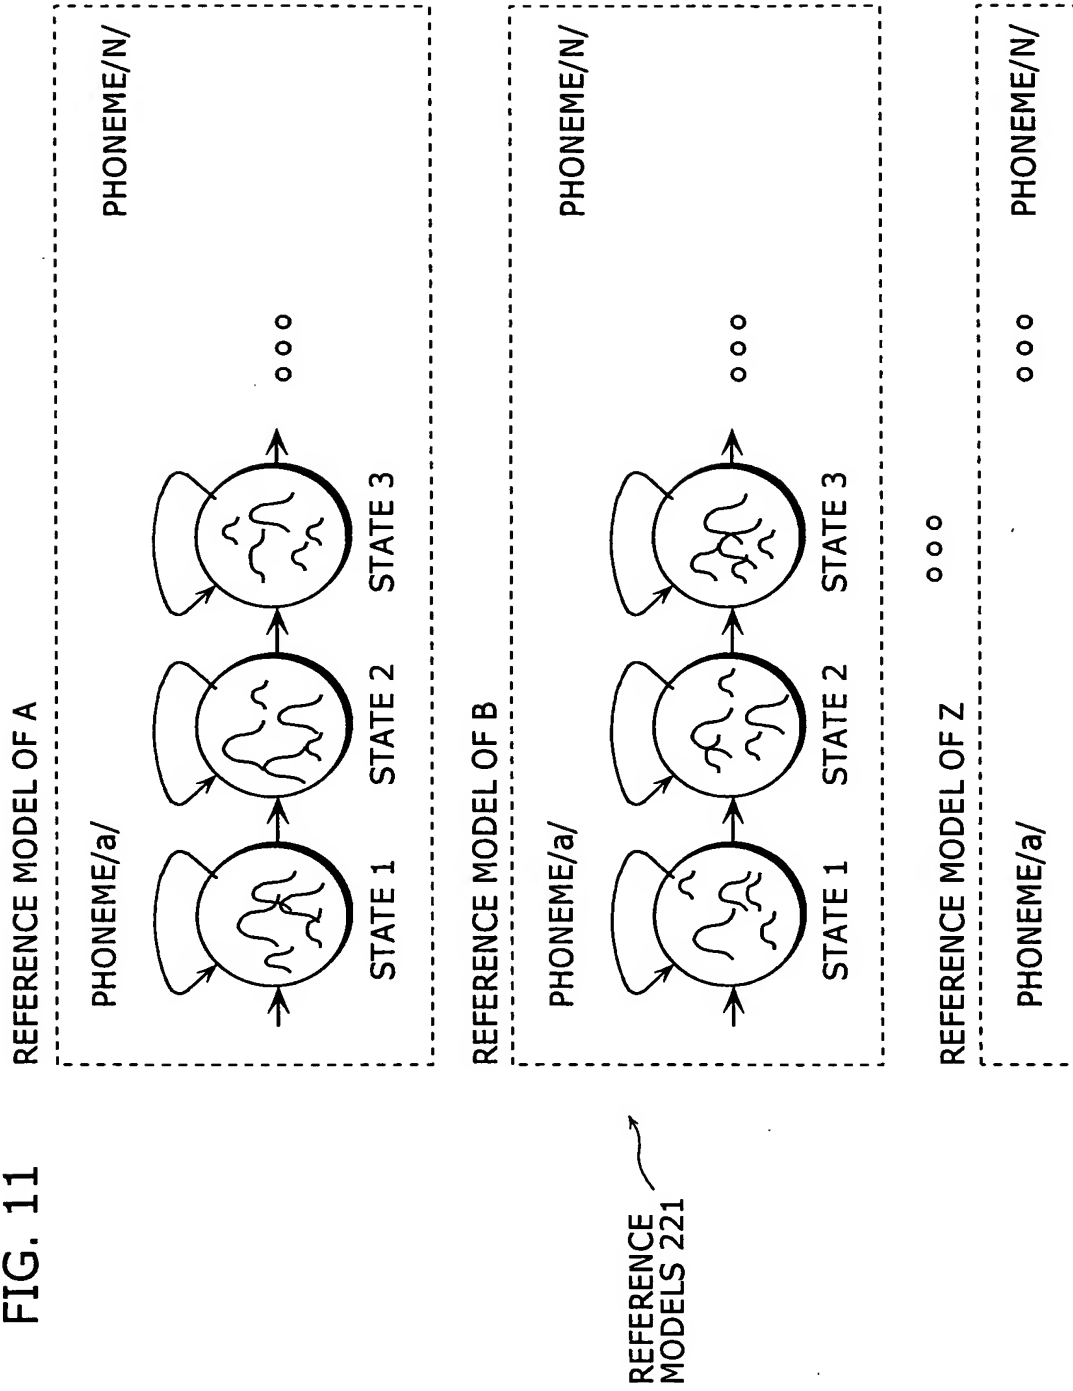 FIG. 11
REFERENCE MODEL OF A
PHONEME/a/
PHONEME/N/
STATE 1
STATE 2
STATE 3
REFERENCE
MODELS 221
REFERENCE MODEL OF B
PHONEME/a/
PHONEME/N/
STATE 1
STATE 2
STATE 3
REFERENCE MODEL OF Z
PHONEME/a/
PHONEME/N/